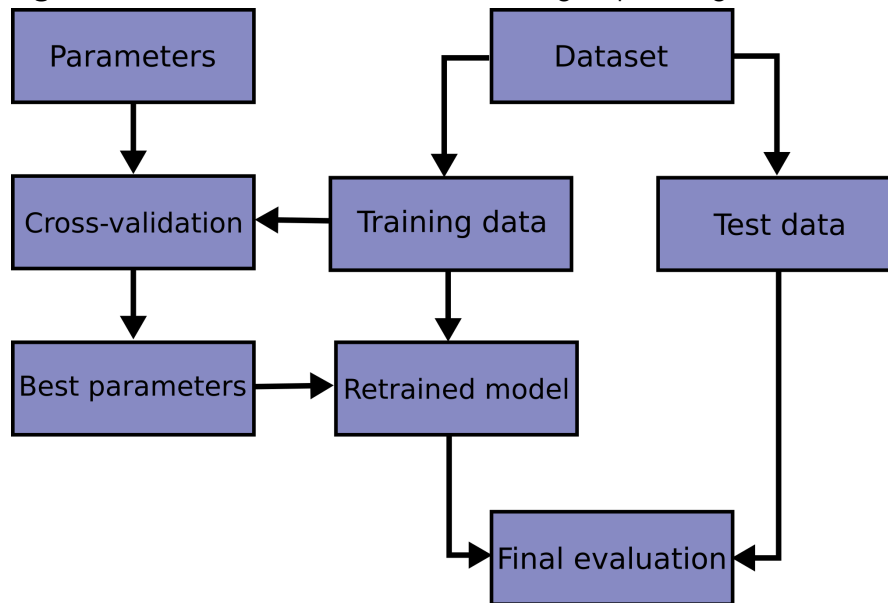 Parameters
Dataset
Cross-validation
Training data
Test data
Best parameters
Retrained model
Final evaluation